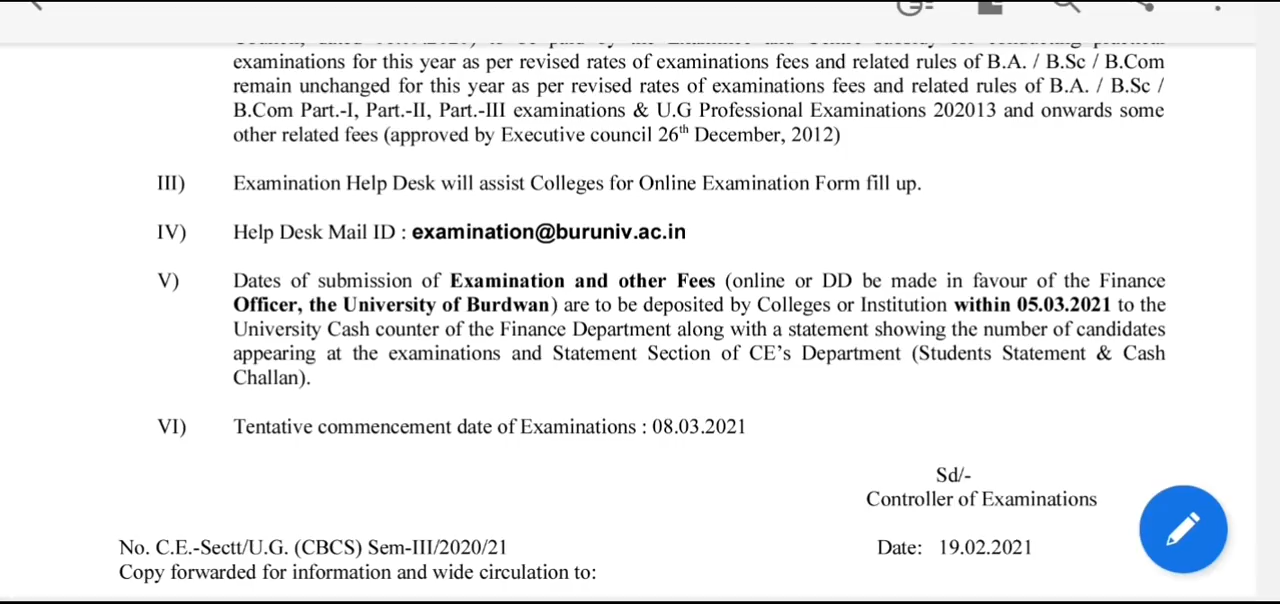 examinations for this year as per revised rates of examinations fees and related rules of B.A. / B.Sc / B.Com
remain unchanged for this year as per revised rates of examinations fees and related rules of B.A. / B.Sc /
B.Com Part.-I, Part.-II, Part.-III examinations & U.G Professional Examinations 202013 and onwards some
other related fees (approved by Executive council 26th December, 2012)
III) Examination Help Desk will assist Colleges for Online Examination Form fill up.
IV) Help Desk Mail ID : examination@buruniv.ac.in
V) Dates of submission of Examination and other Fees (online or DD be made in favour of the Finance
Officer, the University of Burdwan) are to be deposited by Colleges or Institution within 05.03.2021 to the
University Cash counter of the Finance Department along with a statement showing the number of candidates
appearing at the examinations and Statement Section of CE's Department (Students Statement & Cash
Challan).
VI) Tentative commencement date of Examinations : 08.03.2021
Sd/-
Controller of Examinations
No. C.E.-Sectt/U.G. (CBCS) Sem-III/2020/21 Date: 19.02.2021
Copy forwarded for information and wide circulation to: